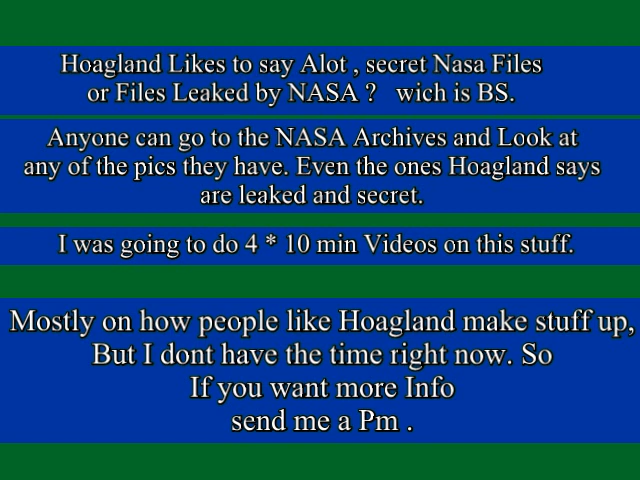 Hoagland Likes to say Alot , secret Nasa Files
or Files Leaked by NASA ? wich is BS.
Anyone can go to the NASA Archives and Look at
any of the pics they have. Even the ones Hoagland says
are leaked and secret.
I was going to do 4 * 10 min Videos on this stuff.
Mostly on how people like Hoagland make stuff up,
But I dont have the time right now. So
If you want more Info
send me a Pm .